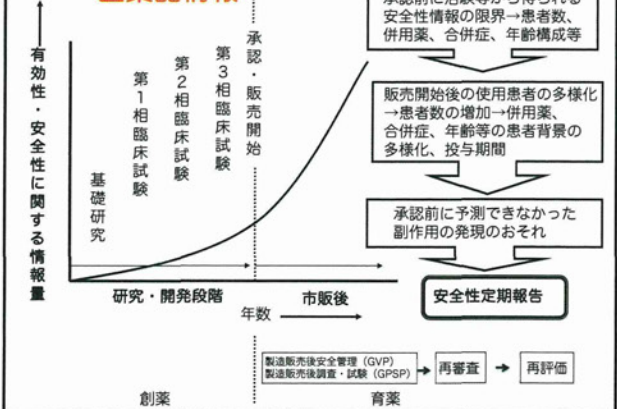 承認前に治験等から得られる
安全性情報の限界→患者数、
併用薬、合併症、年齢構成等
有効性・安全性に関する情報量
基礎研究
第1相臨床試験
第2相臨床試験
第3相臨床試験
承認・販売開始
販売開始後の使用患者の多様化
→患者数の増加→併用薬、
合併症、年齢等の患者背景の
多様化、投与期間
承認前に予測できなかった
副作用の発現のおそれ
安全性定期報告
研究・開発段階
市販後
年数
製造販売後安全管理（GVP）
製造販売後調査・試験（GPSP）
再審査
再評価
創薬
育薬